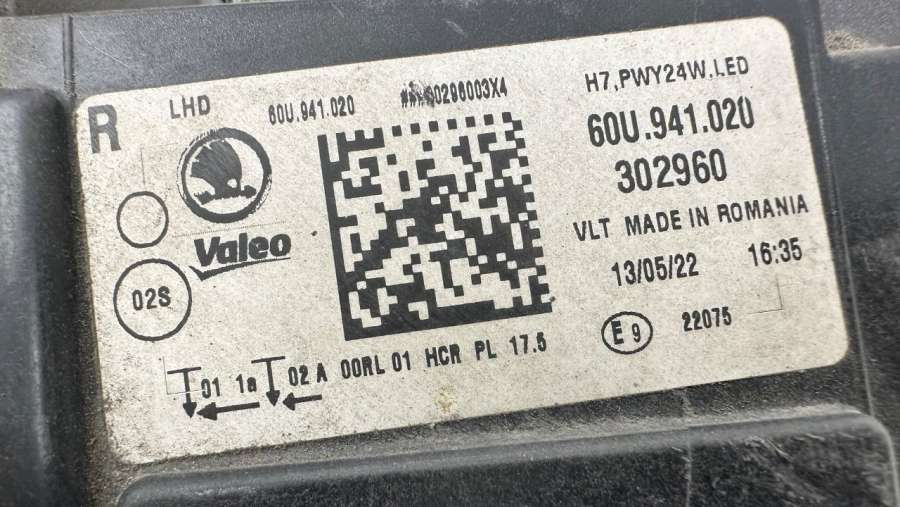 R
LHD
60U.941.020
90296003X4
H7,PWY24W,LED
60U.941.020
302960
Valeo
VLT MADE IN ROMANIA
13/05/22 16:35
02S
E9 22075
01 1a 02 A 00RL 01 HCR PL 17.5